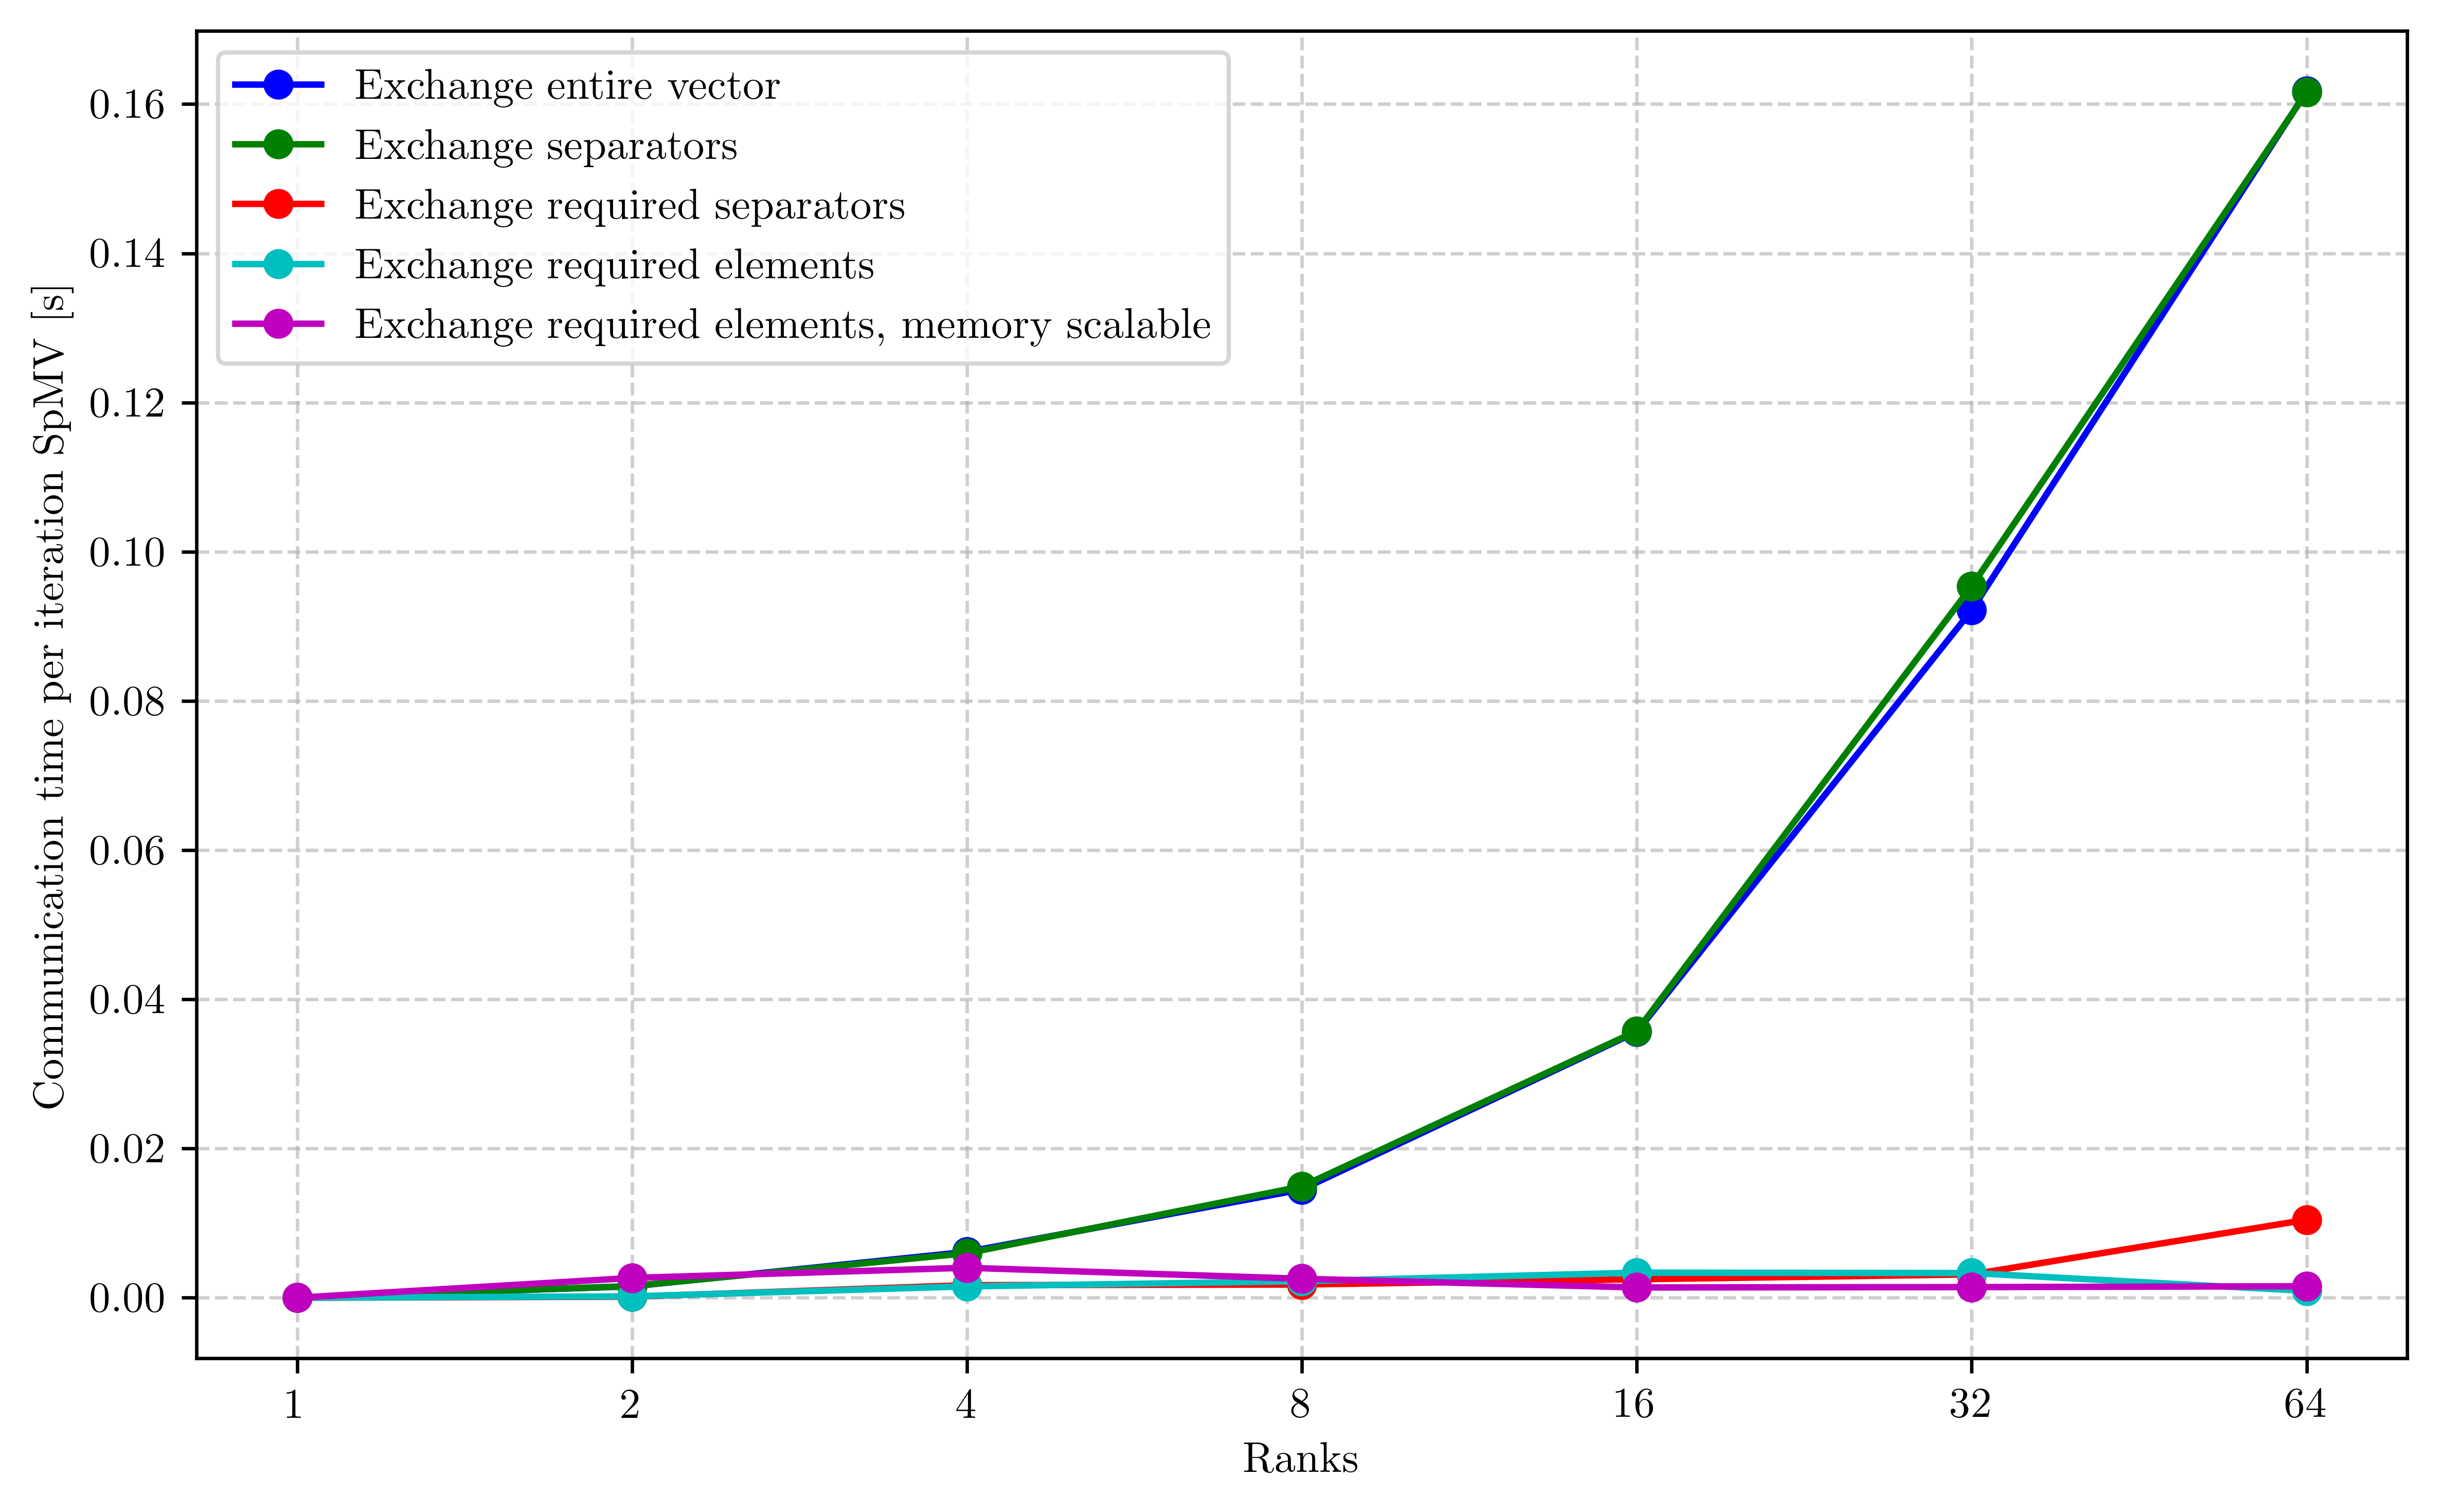 Exchange entire vector
Exchange separators
Exchange required separators
Exchange required elements
Exchange required elements, memory scalable
Communication time per iteration SpMV [s]
0.16
0.14
0.12
0.10
0.08
0.06
0.04
0.02
0.00
1 2 4 8 16 32 64
Ranks